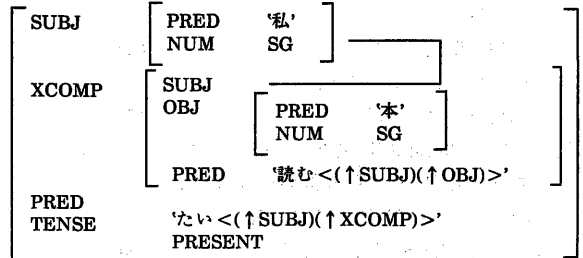 SUBJ PRED ‘私’
NUM SG
XCOMP SUBJ
OBJ PRED ‘本’
NUM SG
PRED ‘読む<(↑SUBJ)(↑OBJ)>’
PRED ‘たい<(↑SUBJ)(↑XCOMP)>’
TENSE PRESENT